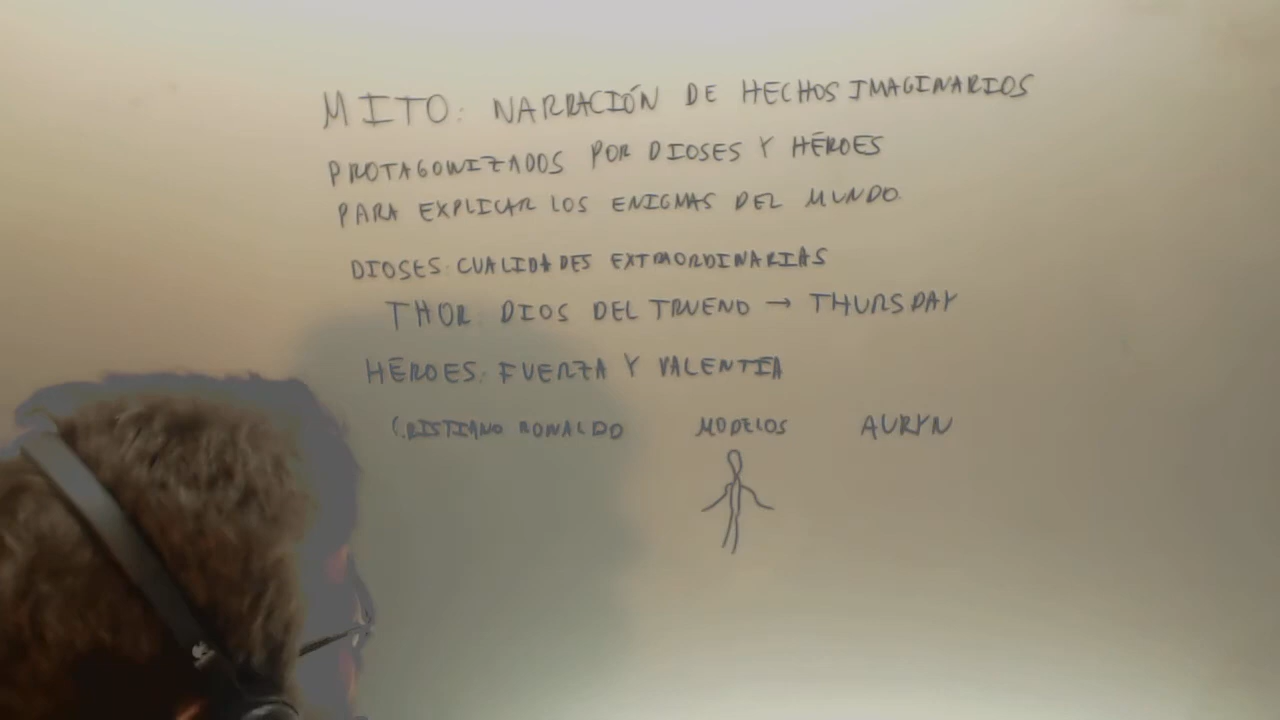 MITO: NARRACIÓN DE HECHOS IMAGINARIOS
PROTAGONIZADOS POR DIOSES Y HÉROES
PARA EXPLICAR LOS ENIGMAS DEL MUNDO.
DIOSES: CUALIDADES EXTRAORDINARIAS
THOR: DIOS DEL TRUENO → THURSDAY
HÉROES: FUERZA Y VALENTÍA
CRISTIANO RONALDO MODELOS AURYN